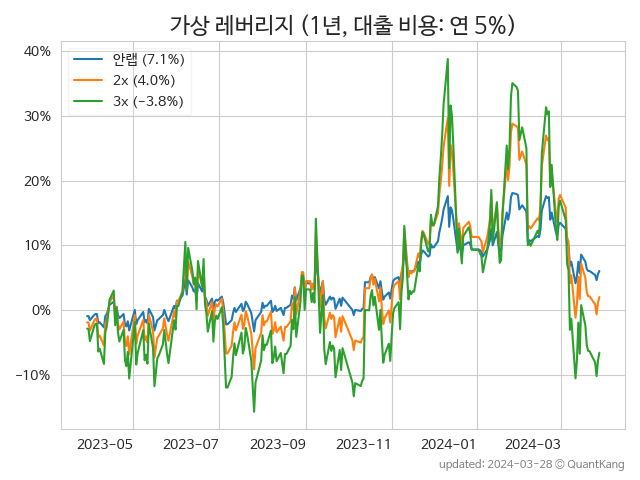 가상 레버리지 (1년, 대출 비용: 연 5%)
안랩 (7.1%)
2x (4.0%)
3x (−3.8%)
40%
30%
20%
10%
0%
−10%
2023−05 2023−07 2023−09 2023−11 2024−01 2024−03
updated: 2024-03-28 © QuantKang